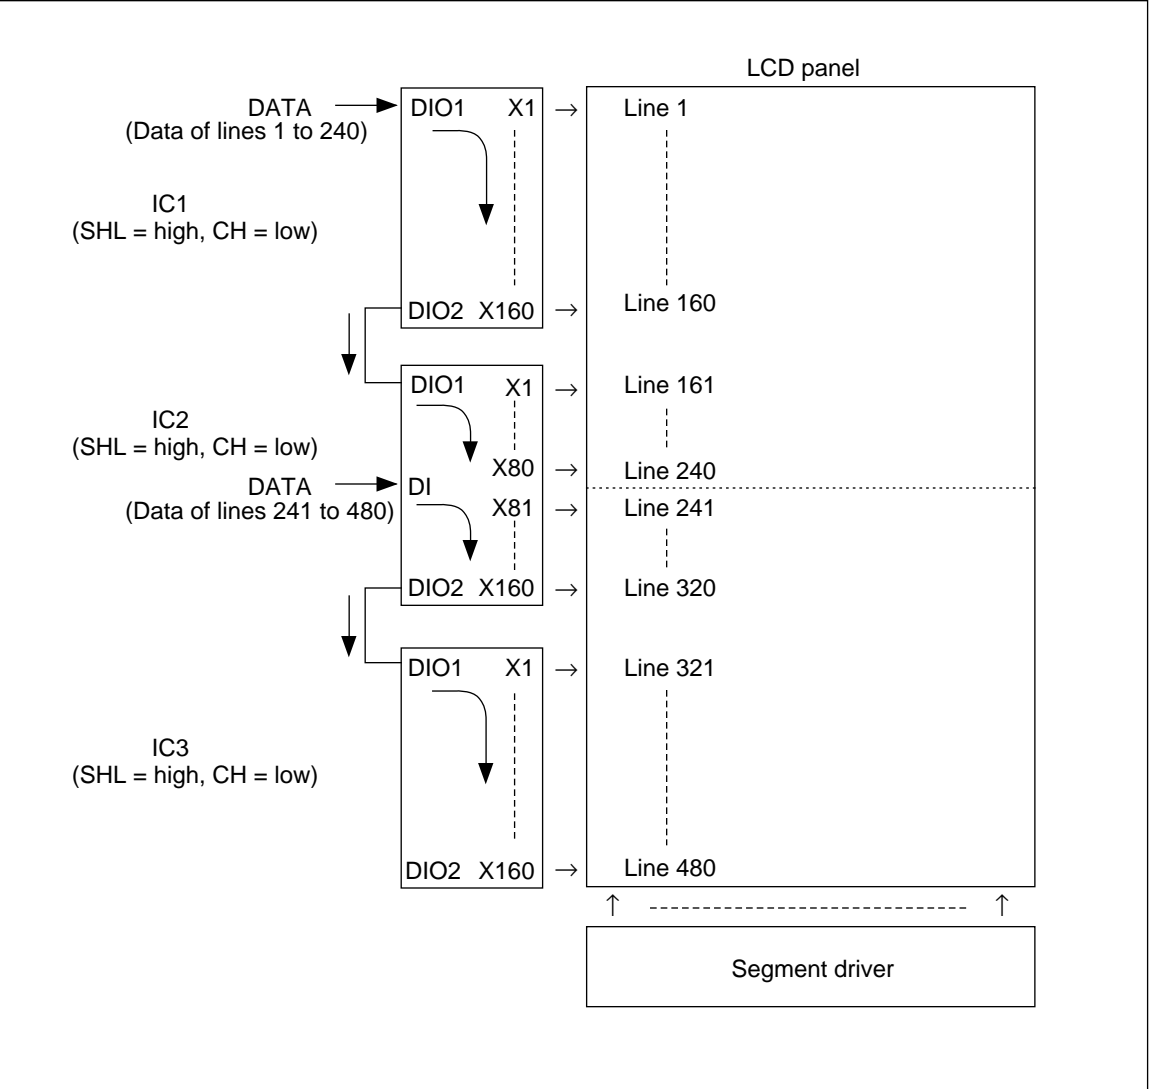 LCD panel
DATA DIO1 X1 → Line 1
(Data of lines 1 to 240)
IC1
(SHL = high, CH = low)
DIO2 X160 → Line 160
DIO1 X1 → Line 161
IC2
(SHL = high, CH = low)
X80 → Line 240
DATA DI
(Data of lines 241 to 480) X81 → Line 241
DIO2 X160 → Line 320
DIO1 X1 → Line 321
IC3
(SHL = high, CH = low)
DIO2 X160 → Line 480
Segment driver